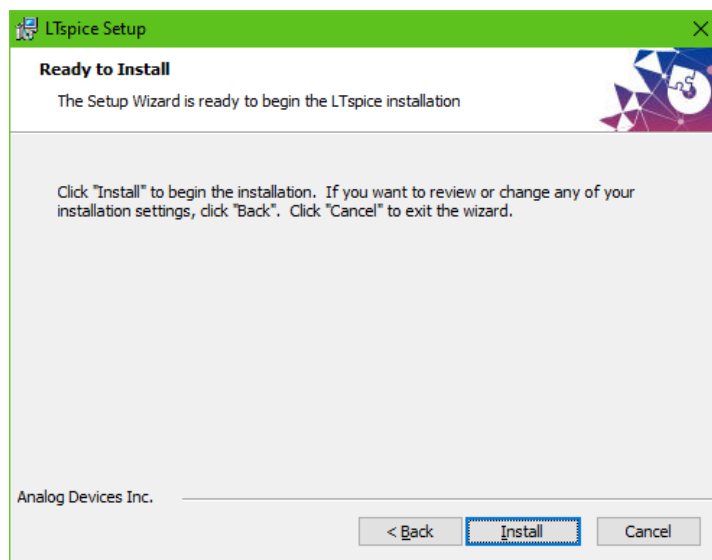 LTspice Setup
Ready to Install
The Setup Wizard is ready to begin the LTspice installation
Click "Install" to begin the installation. If you want to review or change any of your
installation settings, click "Back". Click "Cancel" to exit the wizard.
Analog Devices Inc.
< Back
Install
Cancel